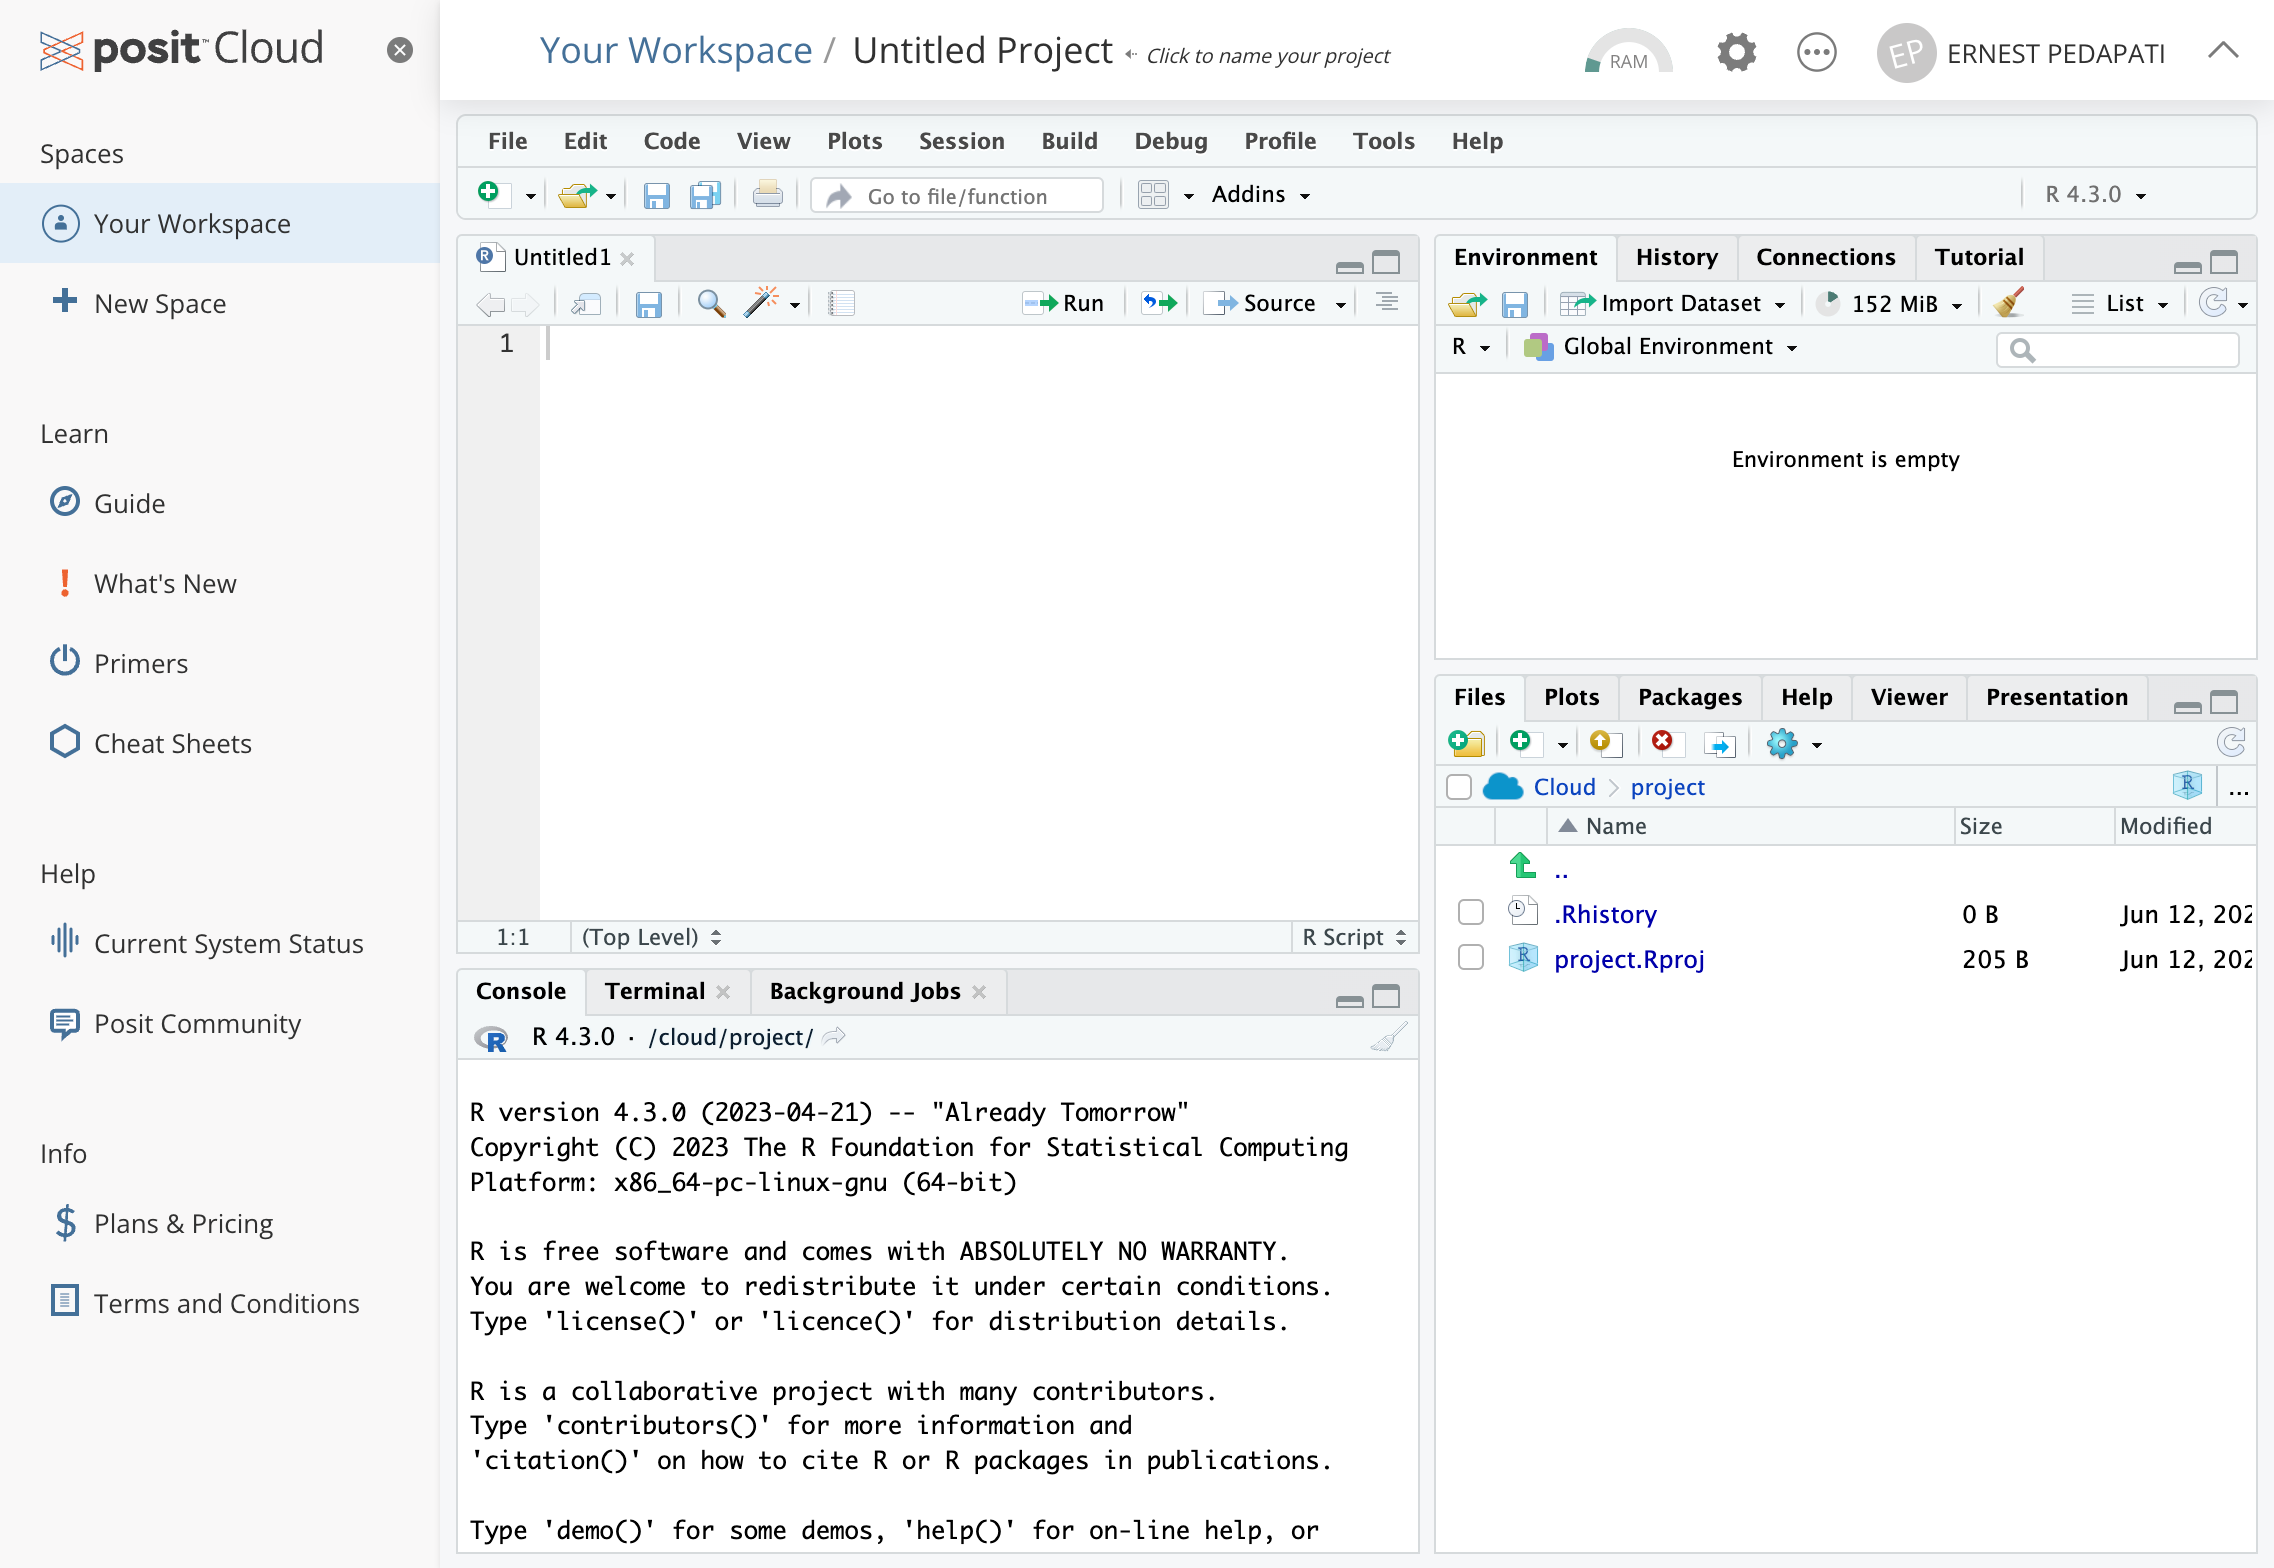 posit™ Cloud
Your Workspace / Untitled Project Click to name your project
RAM
EP ERNEST PEDAPATI
Spaces
Your Workspace
New Space
Learn
Guide
What's New
Primers
Cheat Sheets
Help
Current System Status
Posit Community
Info
Plans & Pricing
Terms and Conditions
File Edit Code View Plots Session Build Debug Profile Tools Help
Go to file/function Addins R 4.3.0
Untitled1
Run Source
1
1:1 (Top Level) R Script
Console Terminal Background Jobs
R 4.3.0 · /cloud/project/
R version 4.3.0 (2023-04-21) -- "Already Tomorrow"
Copyright (C) 2023 The R Foundation for Statistical Computing
Platform: x86_64-pc-linux-gnu (64-bit)
R is free software and comes with ABSOLUTELY NO WARRANTY.
You are welcome to redistribute it under certain conditions.
Type 'license()' or 'licence()' for distribution details.
R is a collaborative project with many contributors.
Type 'contributors()' for more information and
'citation()' on how to cite R or R packages in publications.
Type 'demo()' for some demos, 'help()' for on-line help, or
Environment History Connections Tutorial
Import Dataset 152 MiB List
R Global Environment
Environment is empty
Files Plots Packages Help Viewer Presentation
Cloud project R ...
Name Size Modified
..
.Rhistory 0 B Jun 12, 202
project.Rproj 205 B Jun 12, 202